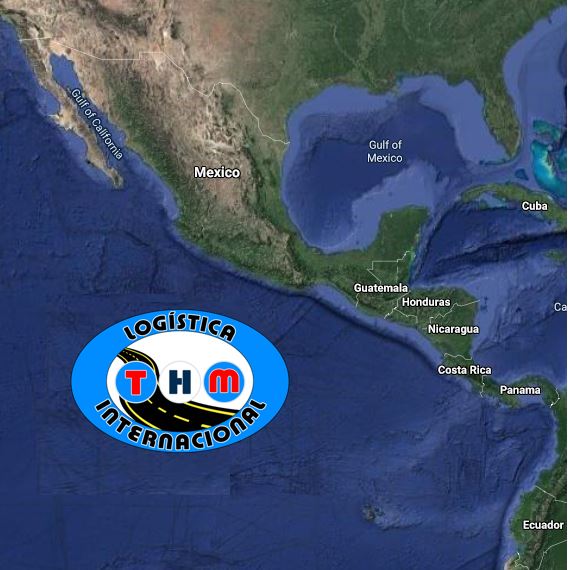 Gulf of California
Mexico
Gulf of
Mexico
Cuba
Guatemala
Honduras
Ca
Nicaragua
Costa Rica
Panama
LOGÍSTICA
T H M
INTERNACIONAL
Ecuador